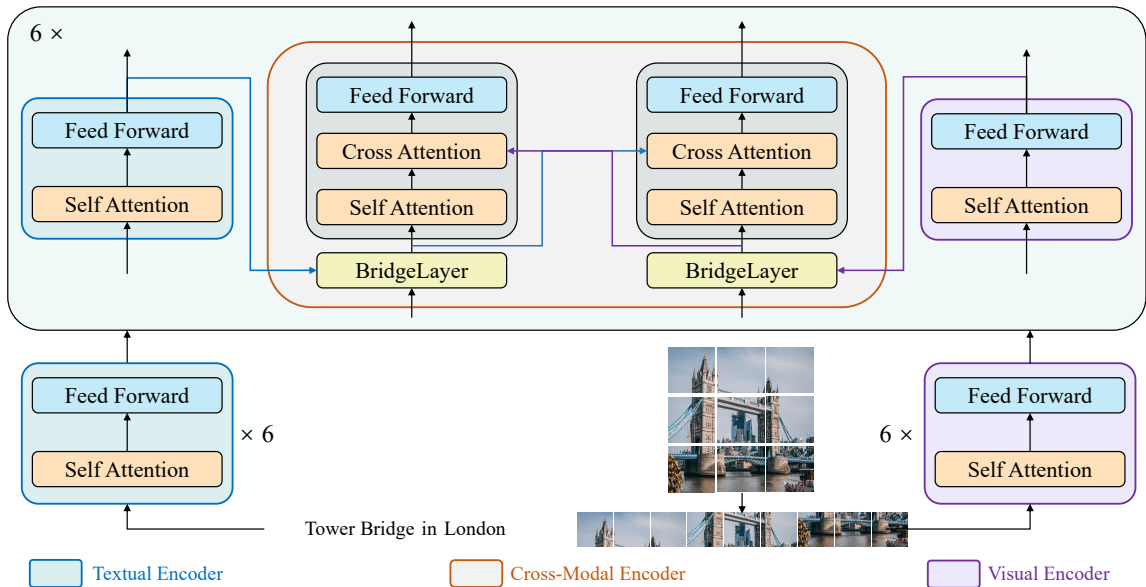 6 ×
Feed Forward
Self Attention
Feed Forward
Cross Attention
Self Attention
BridgeLayer
Feed Forward
Cross Attention
Self Attention
BridgeLayer
Feed Forward
Self Attention
Feed Forward
Self Attention
× 6
6 ×
Feed Forward
Self Attention
Tower Bridge in London
Textual Encoder
Cross-Modal Encoder
Visual Encoder